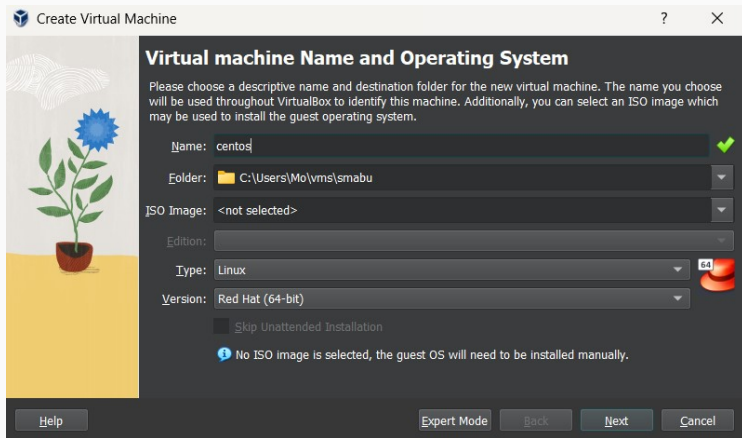 Create Virtual Machine ? X
Virtual machine Name and Operating System
Please choose a descriptive name and destination folder for the new virtual machine. The name you choose
will be used throughout VirtualBox to identify this machine. Additionally, you can select an ISO image which
may be used to install the guest operating system.
Name: centos
Folder: C:\Users\Mo\vms\smabu
ISO Image: <not selected>
Edition:
Type: Linux
64
Version: Red Hat (64-bit)
Skip Unattended Installation
No ISO image is selected, the guest OS will need to be installed manually.
Help Expert Mode Back Next Cancel